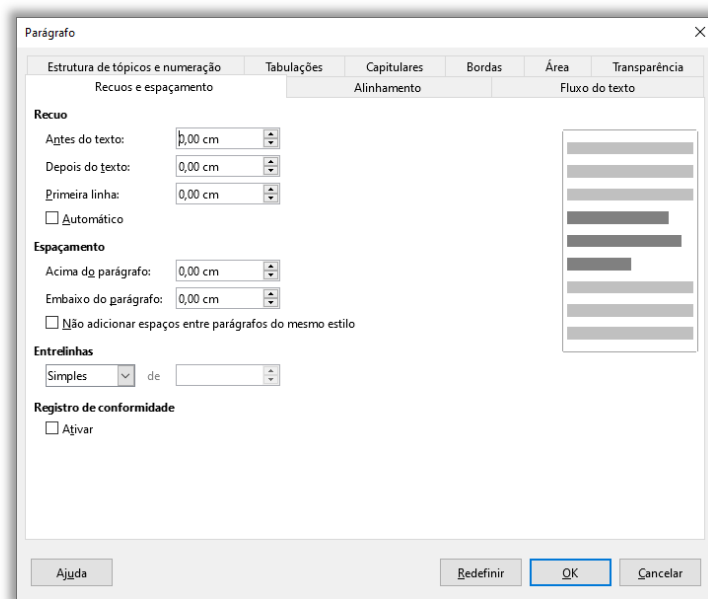 Parágrafo
Estrutura de tópicos e numeração Tabulações Capitulares Bordas Área Transparência
Recuos e espaçamento Alinhamento Fluxo do texto
Recuo
Antes do texto: 0,00 cm
Depois do texto: 0,00 cm
Primeira linha: 0,00 cm
Automático
Espaçamento
Acima do parágrafo: 0,00 cm
Embaixo do parágrafo: 0,00 cm
Não adicionar espaços entre parágrafos do mesmo estilo
Entrelinhas
Simples de
Registro de conformidade
Ativar
Ajuda Redefinir OK Cancelar